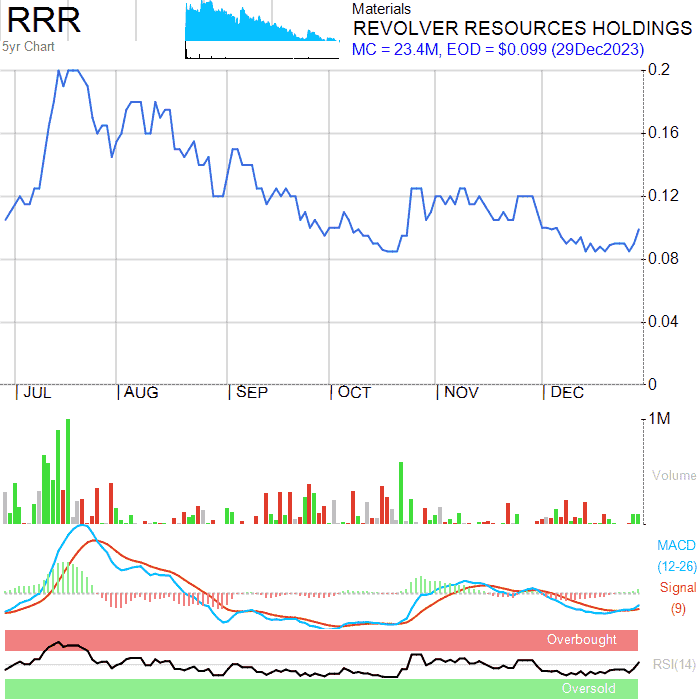 RRR
5yr Chart
Materials
REVOLVER RESOURCES HOLDINGS
MC = 23.4M, EOD = $0.099 (29Dec2023)
0.2
0.16
0.12
0.08
0.04
0
JUL AUG SEP OCT NOV DEC
1M
Volume
MACD
(12-26)
Signal
(9)
Overbought
RSI(14)
Oversold